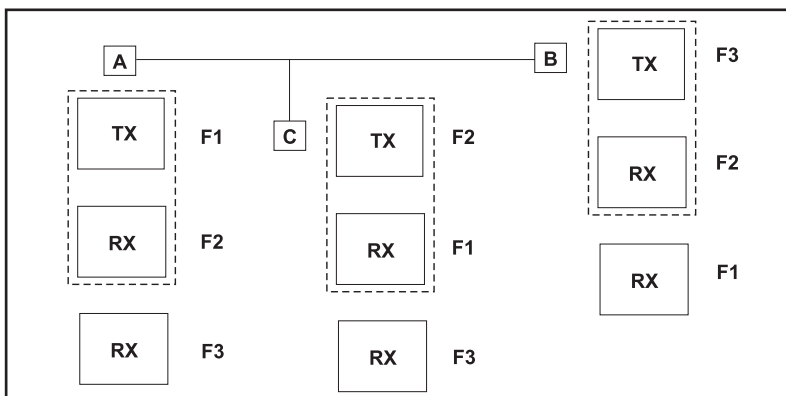 A
B
C
TX F1
RX F2
RX F3
TX F2
RX F1
RX F3
TX F3
RX F2
RX F1